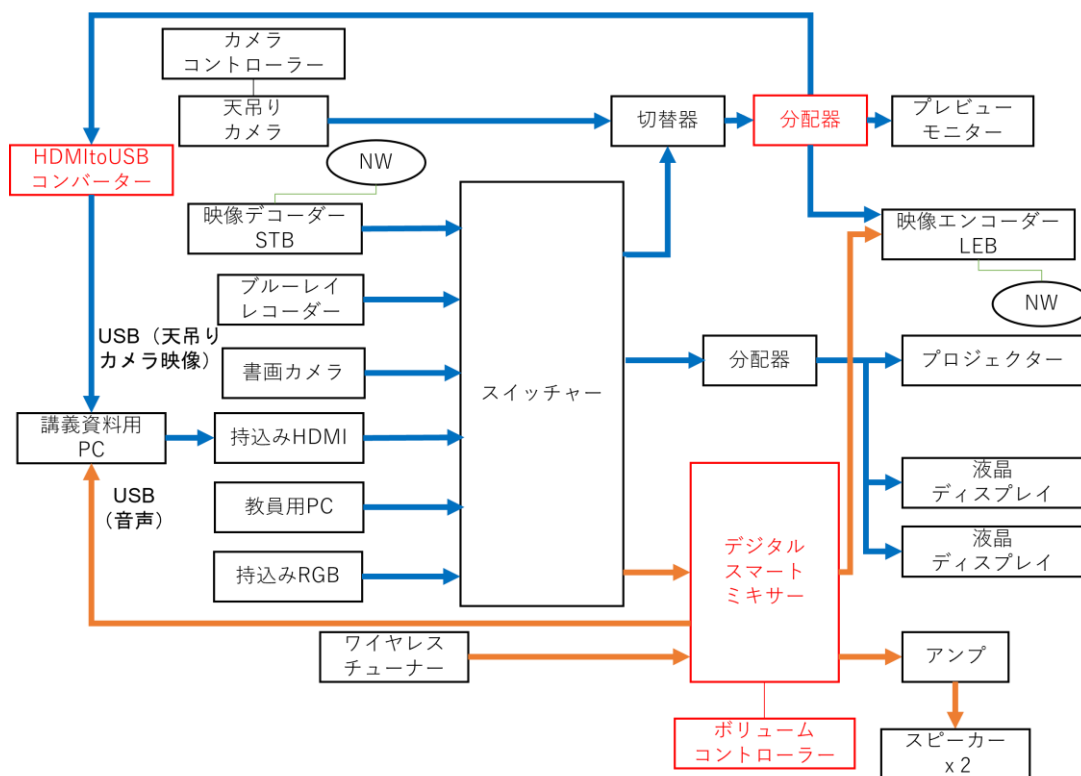 カメラ
コントローラー
天吊り
カメラ
切替器
分配器
プレビュー
モニター
HDMItoUSB
コンバーター
NW
映像デコーダー
STB
映像エンコーダー
LEB
NW
ブルーレイ
レコーダー
USB（天吊り
カメラ映像）
書画カメラ
スイッチャー
分配器
プロジェクター
講義資料用
PC
持込みHDMI
USB
（音声）
教員用PC
持込みRGB
デジタル
スマート
ミキサー
液晶
ディスプレイ
液晶
ディスプレイ
ワイヤレス
チューナー
アンプ
ボリューム
コントローラー
スピーカー
x 2